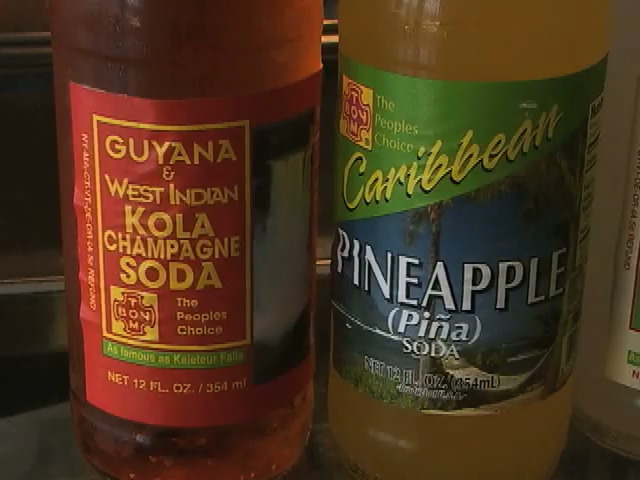 GUYANA
&
WEST INDIAN
KOLA
CHAMPAGNE
SODA
The
Peoples
Choice
As famous as Kaieteur Falls
NET 12 FL. OZ. / 354 ml
The
Peoples
Choice
Caribbean
PINEAPPLE
(Piña)
SODA
NET 12 FL. OZ. (354mL)